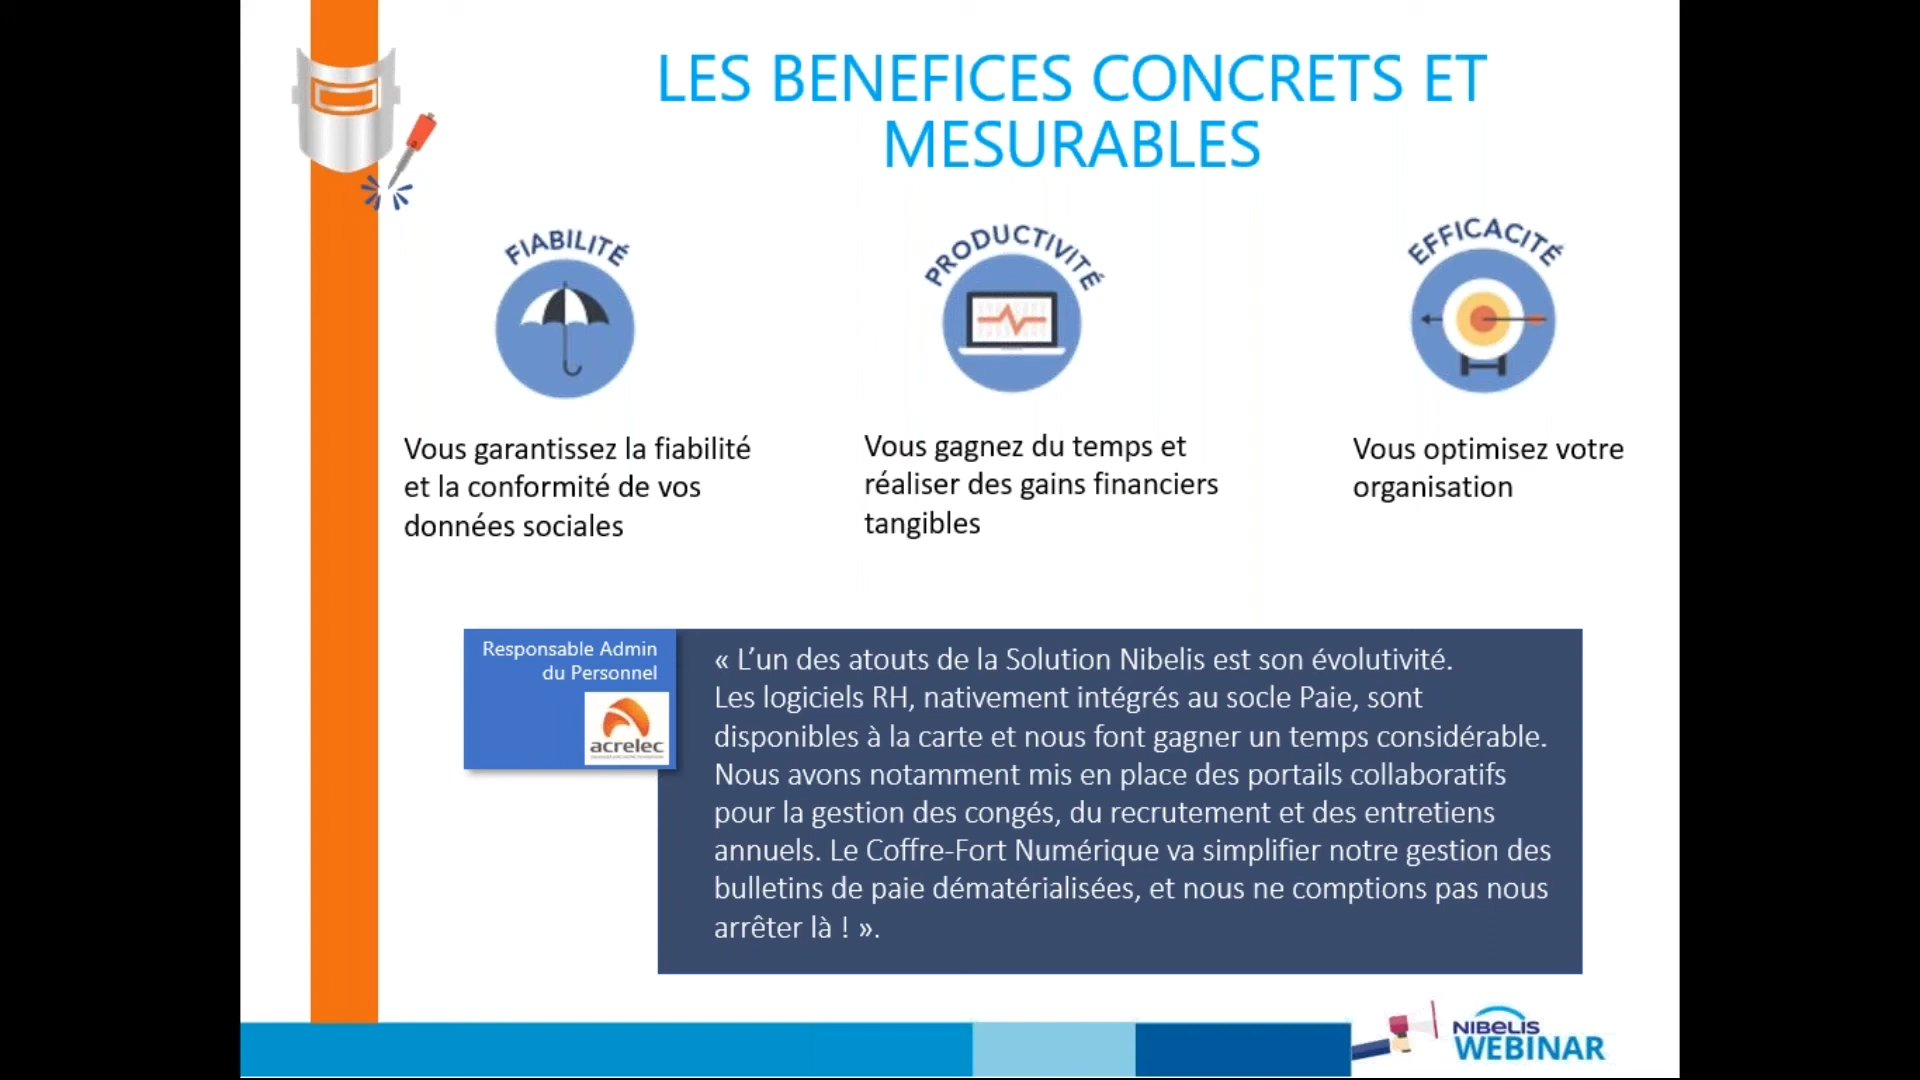 LES BENEFICES CONCRETS ET
MESURABLES
FIABILITÉ
PRODUCTIVITÉ
EFFICACITÉ
Vous garantissez la fiabilité
et la conformité de vos
données sociales
Vous gagnez du temps et
réaliser des gains financiers
tangibles
Vous optimisez votre
organisation
Responsable Admin
du Personnel
acrelec
« L’un des atouts de la Solution Nibelis est son évolutivité.
Les logiciels RH, nativement intégrés au socle Paie, sont
disponibles à la carte et nous font gagner un temps considérable.
Nous avons notamment mis en place des portails collaboratifs
pour la gestion des congés, du recrutement et des entretiens
annuels. Le Coffre-Fort Numérique va simplifier notre gestion des
bulletins de paie dématérialisées, et nous ne comptions pas nous
arrêter là ! ».
NIBELIS
WEBINAR